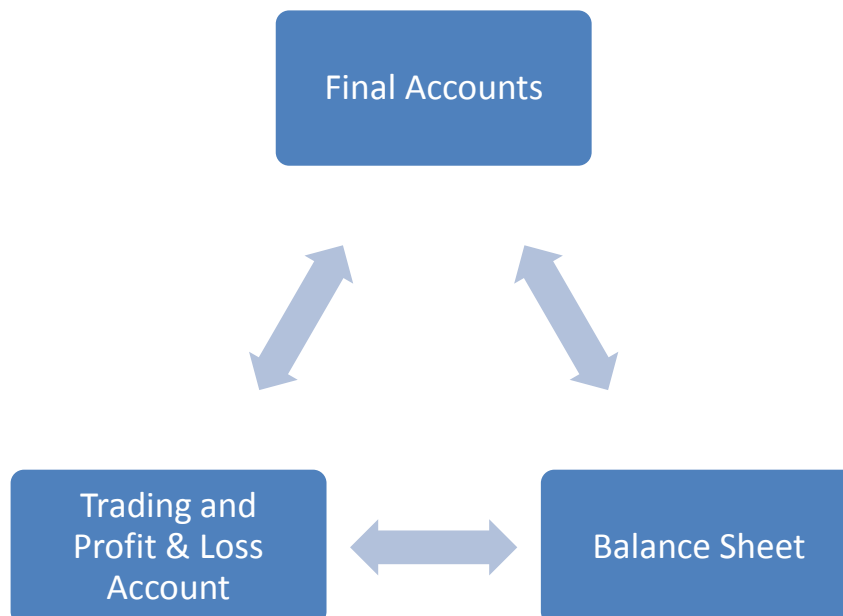 Final Accounts
Trading and
Profit & Loss
Account
Balance Sheet